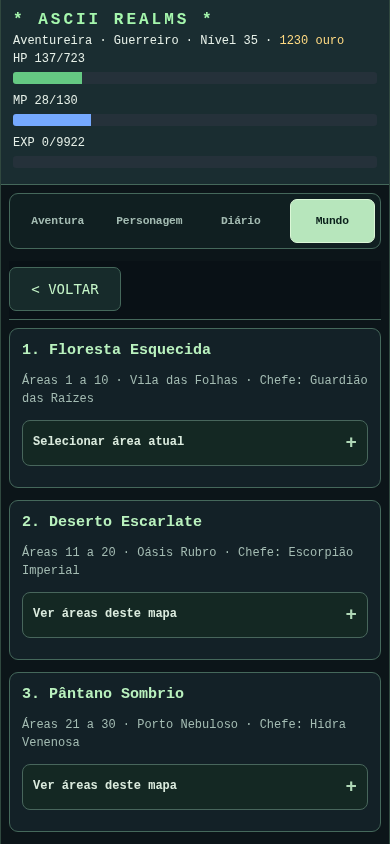 * ASCII REALMS *
Aventureira · Guerreiro · Nível 35 · 1230 ouro
HP 137/723
MP 28/130
EXP 0/9922
Aventura Personagem Diário Mundo
< VOLTAR
1. Floresta Esquecida
Áreas 1 a 10 · Vila das Folhas · Chefe: Guardião
das Raízes
Selecionar área atual +
2. Deserto Escarlate
Áreas 11 a 20 · Oásis Rubro · Chefe: Escorpião
Imperial
Ver áreas deste mapa +
3. Pântano Sombrio
Áreas 21 a 30 · Porto Nebuloso · Chefe: Hidra
Venenosa
Ver áreas deste mapa +